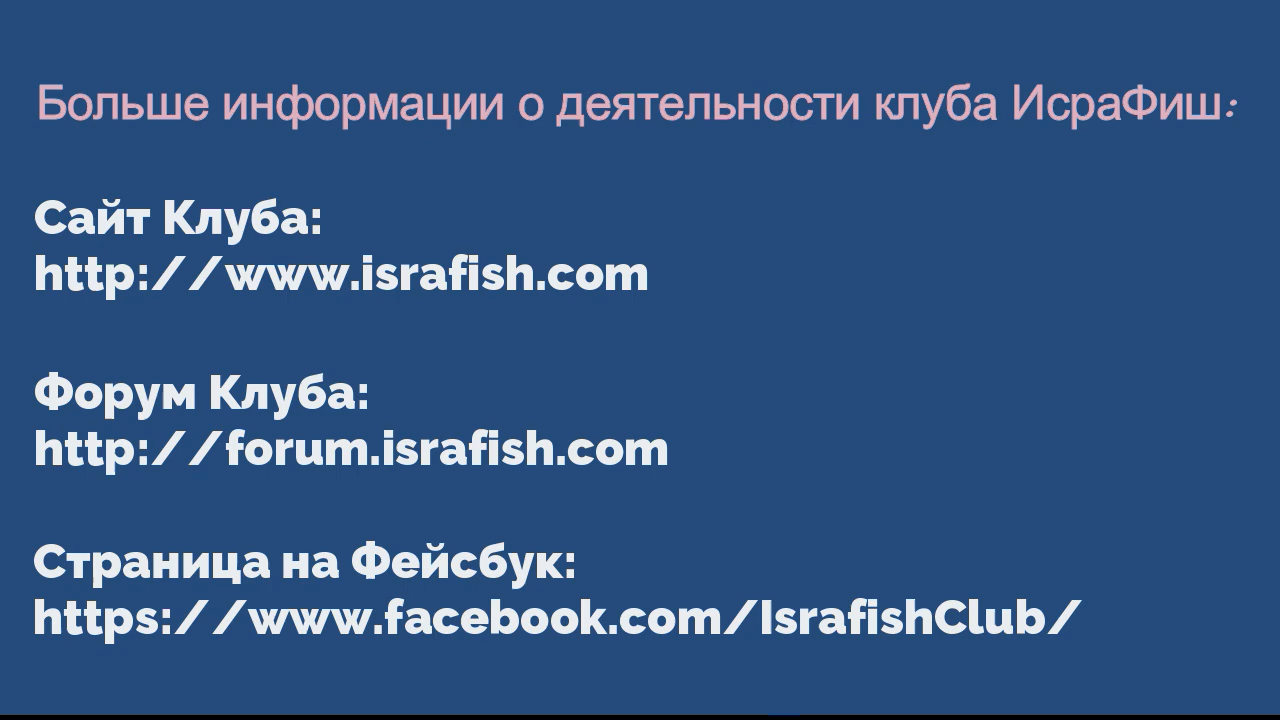 Больше информации о деятельности клуба ИсраФиш:
Сайт Клуба:
http://www.israfish.com
Форум Клуба:
http://forum.israfish.com
Страница на Фейсбук:
https://www.facebook.com/IsrafishClub/